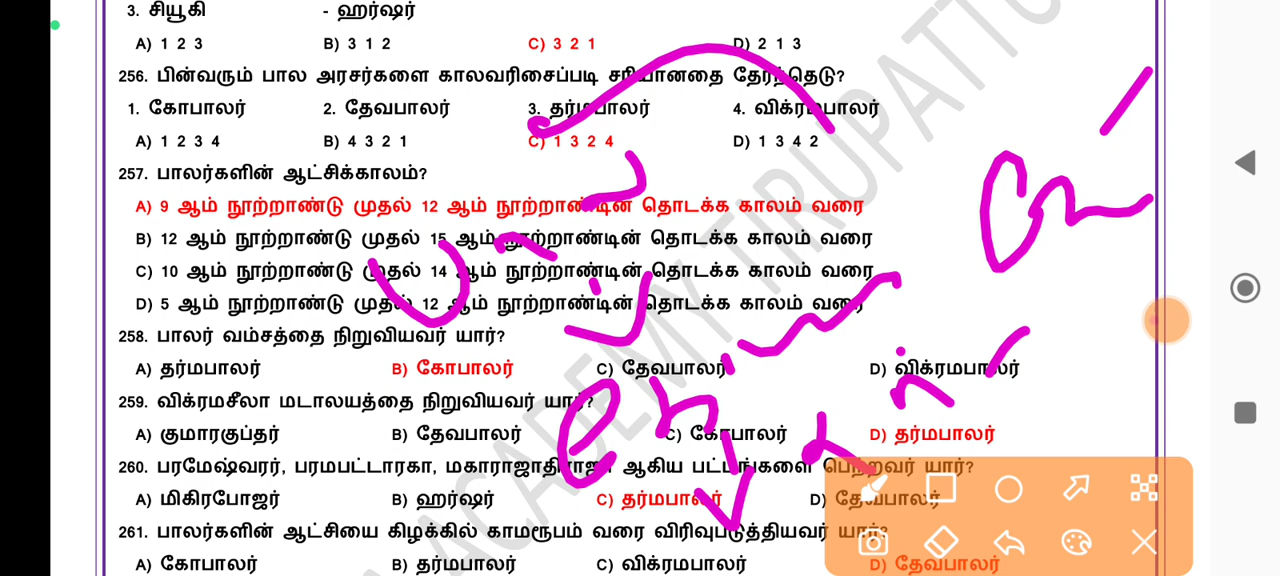 3. சியூகி - ஹர்ஷர்
A) 1 2 3 B) 3 1 2 C) 3 2 1 D) 2 1 3
256. பின்வரும் பால அரசர்களை காலவரிசைப்படி சரியானதை தேர்ந்தெடு?
1. கோபாலர் 2. தேவபாலர் 3. தர்மபாலர் 4. விக்ரமபாலர்
A) 1 2 3 4 B) 4 3 2 1 C) 1 3 2 4 D) 1 3 4 2
257. பாலர்களின் ஆட்சிக்காலம்?
A) 9 ஆம் நூற்றாண்டு முதல் 12 ஆம் நூற்றாண்டின் தொடக்க காலம் வரை
B) 12 ஆம் நூற்றாண்டு முதல் 15 ஆம் நூற்றாண்டின் தொடக்க காலம் வரை
C) 10 ஆம் நூற்றாண்டு முதல் 14 ஆம் நூற்றாண்டின் தொடக்க காலம் வரை
D) 5 ஆம் நூற்றாண்டு முதல் 12 ஆம் நூற்றாண்டின் தொடக்க காலம் வரை
258. பாலர் வம்சத்தை நிறுவியவர் யார்?
A) தர்மபாலர் B) கோபாலர் C) தேவபாலர் D) விக்ரமபாலர்
259. விக்ரமசீலா மடாலயத்தை நிறுவியவர் யார்?
A) குமாரகுப்தர் B) தேவபாலர் C) கோபாலர் D) தர்மபாலர்
260. பரமேஷ்வரர், பரமபட்டாரகா, மகாராஜாதிராஜா ஆகிய பட்டங்களை பெற்றவர் யார்?
A) மிகிரபோஜர் B) ஹர்ஷர் C) தர்மபாலர் D) தேவபாலர்
261. பாலர்களின் ஆட்சியை கிழக்கில் காமரூபம் வரை விரிவுபடுத்தியவர் யார்?
A) கோபாலர் B) தர்மபாலர் C) விக்ரமபாலர் D) தேவபாலர்
ACADEMY